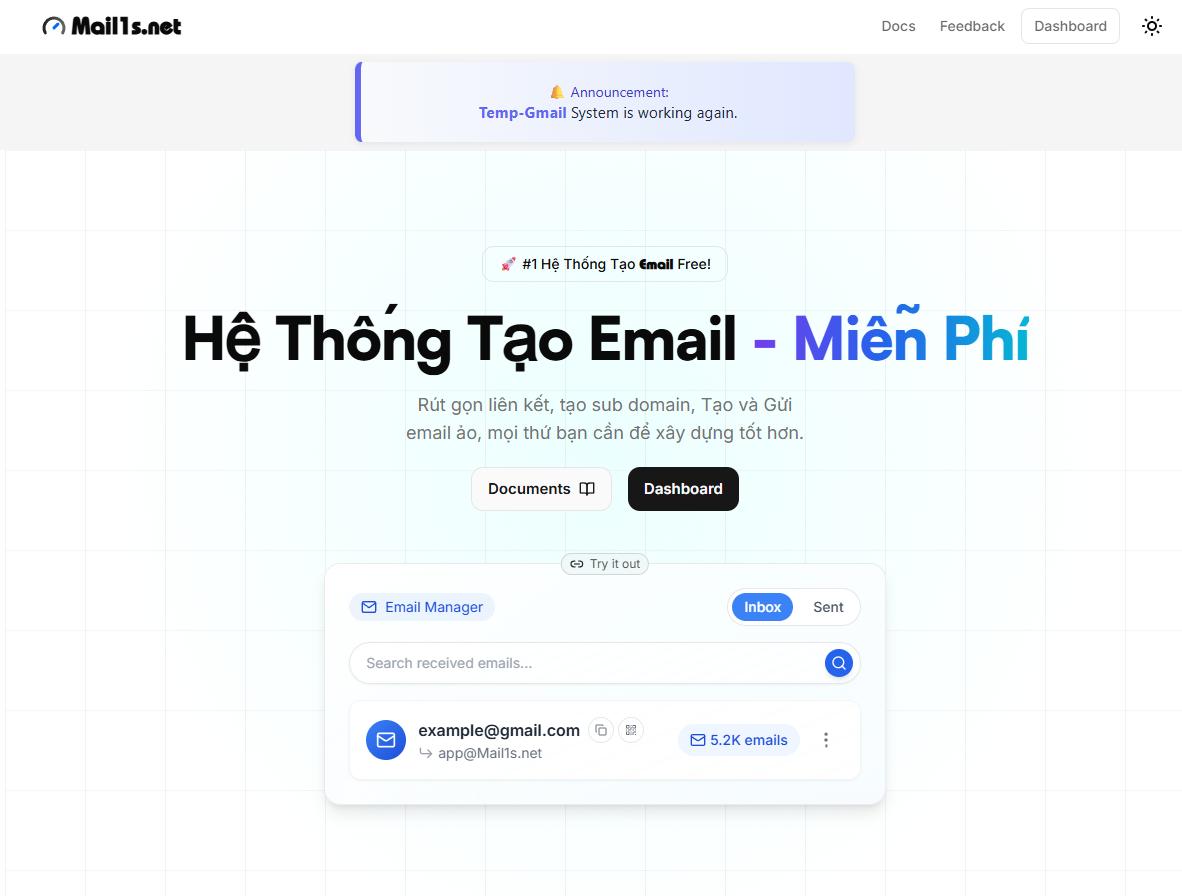 Mail1s.net
Docs Feedback Dashboard
🔔 Announcement:
Temp-Gmail System is working again.
🚀 #1 Hệ Thống Tạo Email Free!
Hệ Thống Tạo Email - Miễn Phí
Rút gọn liên kết, tạo sub domain, Tạo và Gửi
email ảo, mọi thứ bạn cần để xây dựng tốt hơn.
Documents Dashboard
Try it out
Email Manager Inbox Sent
Search received emails...
example@gmail.com 5.2K emails
app@Mail1s.net